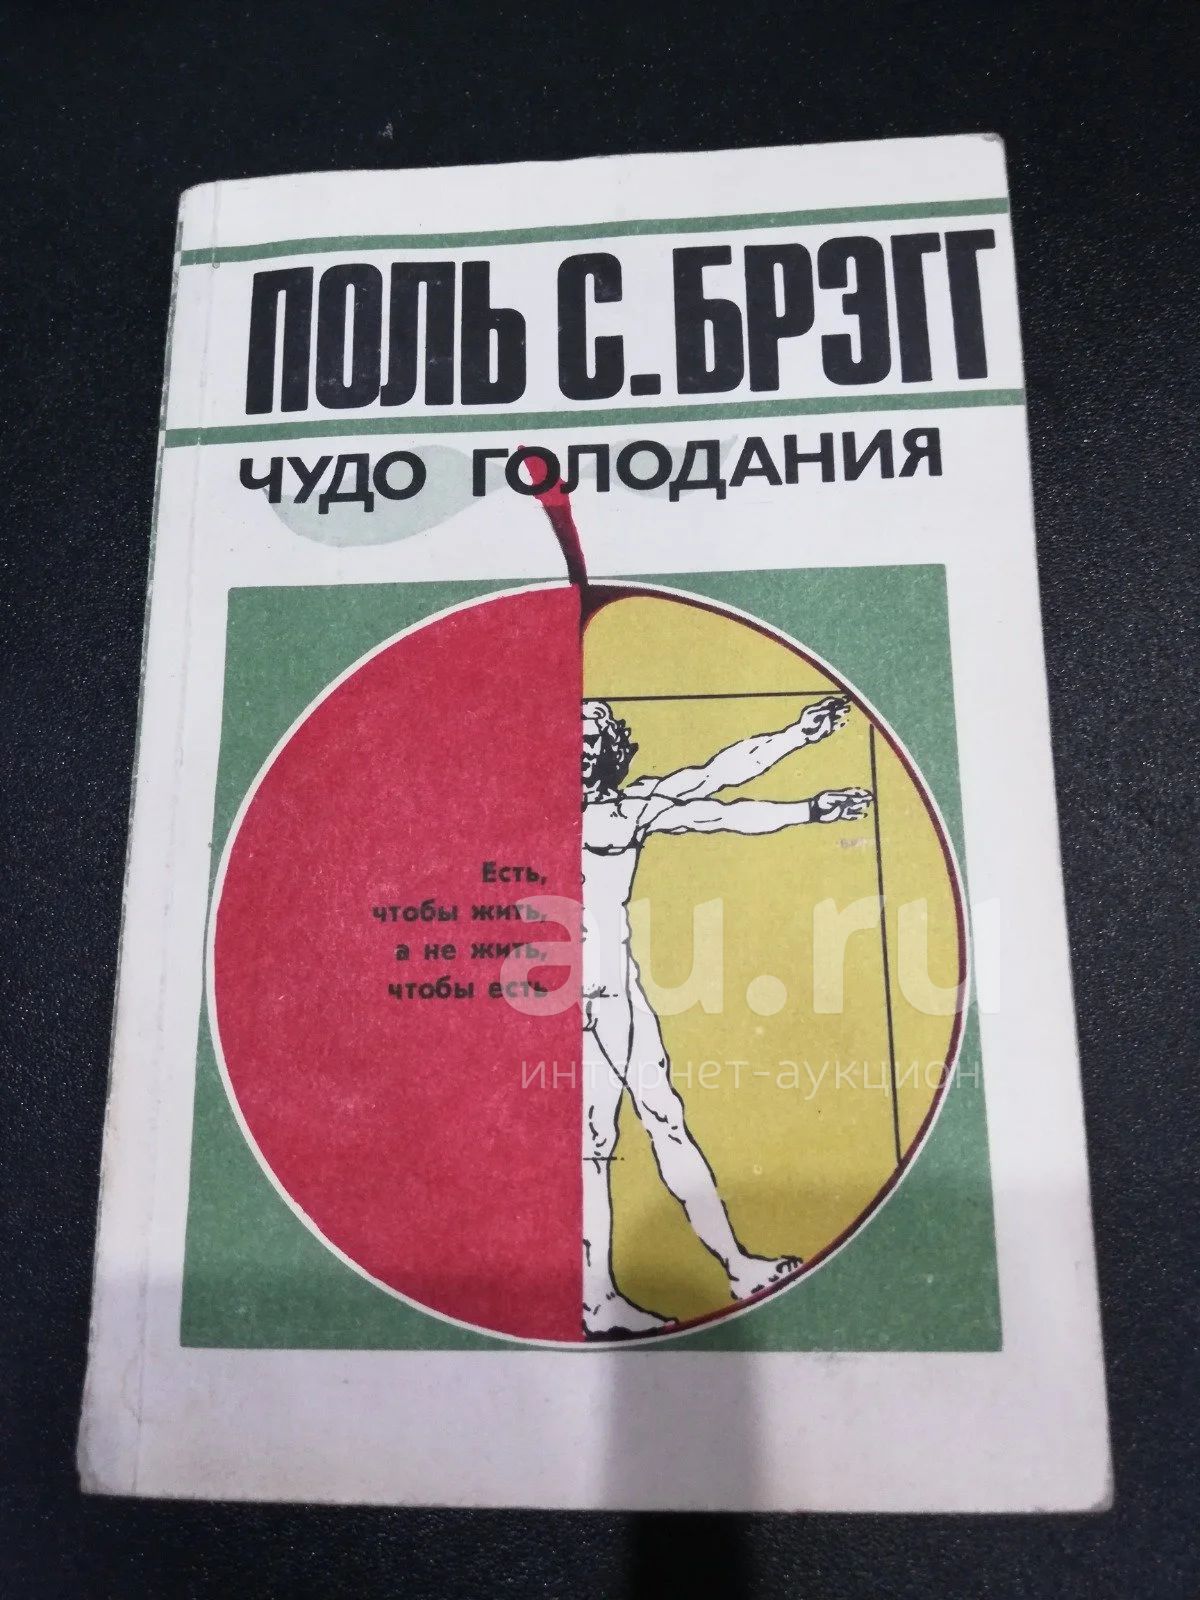 ПОЛЬ С. БРЭГГ
ЧУДО ГОЛОДАНИЯ
Есть,
чтобы жить,
а не жить,
чтобы есть
au.ru
интернет-аукцион